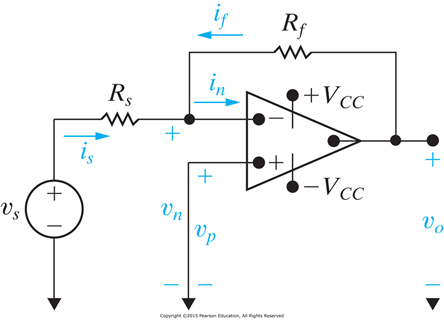 i_f
R_f
R_s
i_n
+V_CC
+
−
i_s
+
+
−V_CC
+
v_s
+
−
v_n
v_p
v_o
−
−
−
Copyright ©2015 Pearson Education, All Rights Reserved